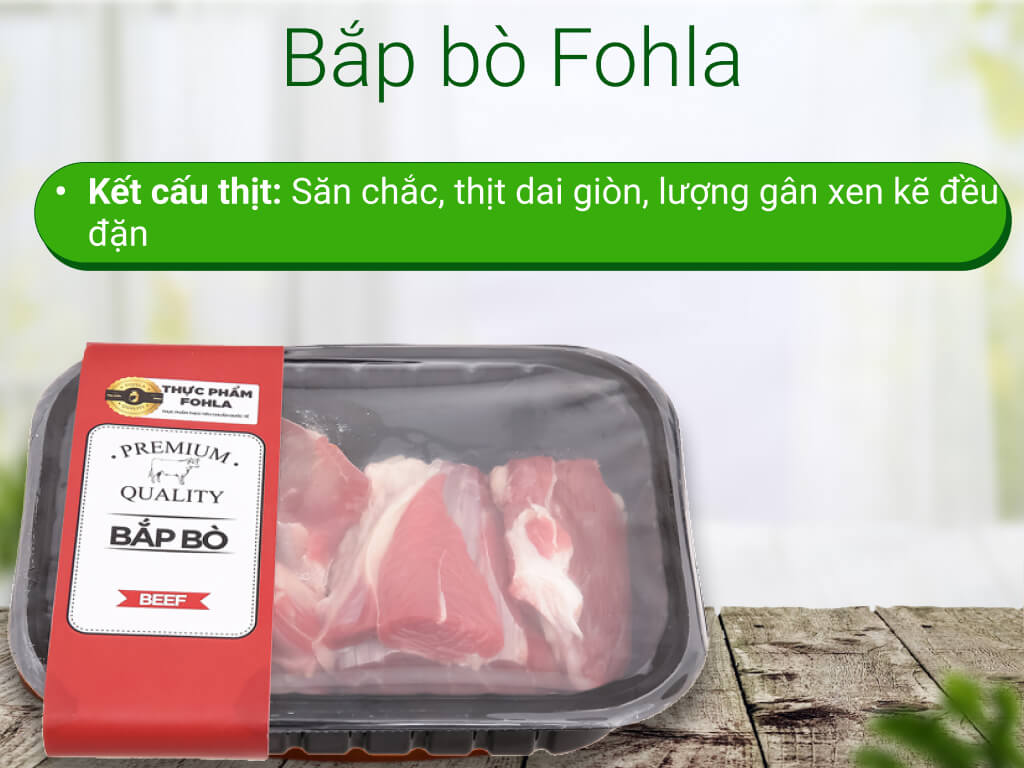 Bắp bò Fohla
• Kết cấu thịt: Săn chắc, thịt dai giòn, lượng gân xen kẽ đều
đặn
THỰC PHẨM
FOHLA
PREMIUM
QUALITY
BẮP BÒ
BEEF